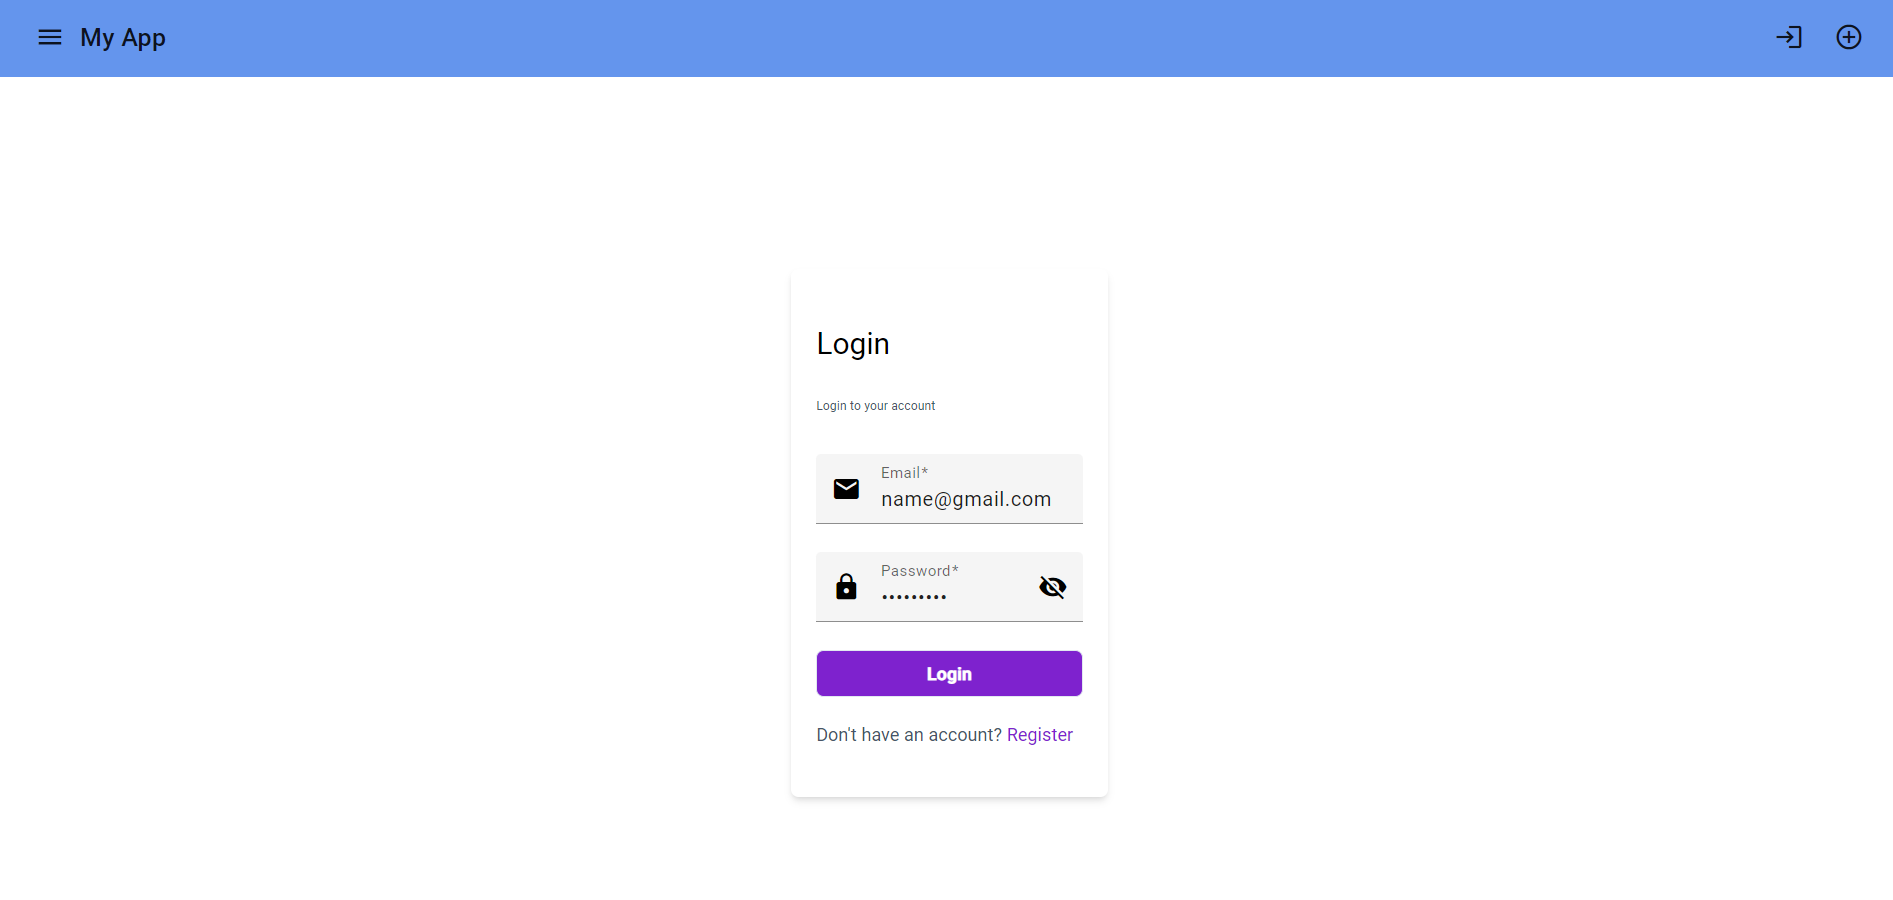 My App
Login
Login to your account
Email*
name@gmail.com
Password*
•••••••••
Login
Don't have an account? Register